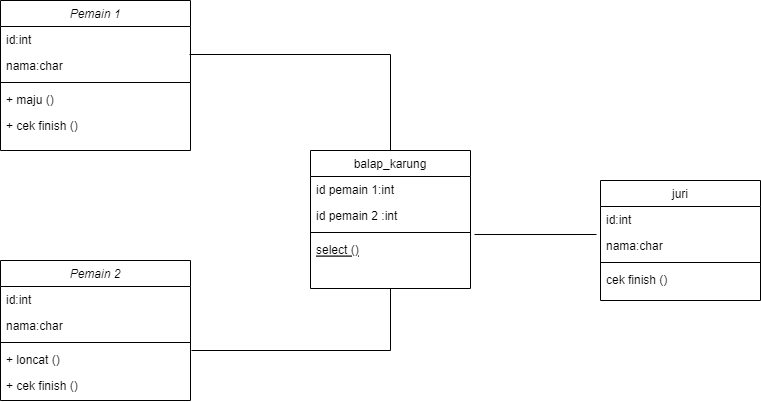 Pemain 1
id:int
nama:char
+ maju ()
+ cek finish ()
balap_karung
id pemain 1:int
id pemain 2 :int
select ()
juri
id:int
nama:char
cek finish ()
Pemain 2
id:int
nama:char
+ loncat ()
+ cek finish ()